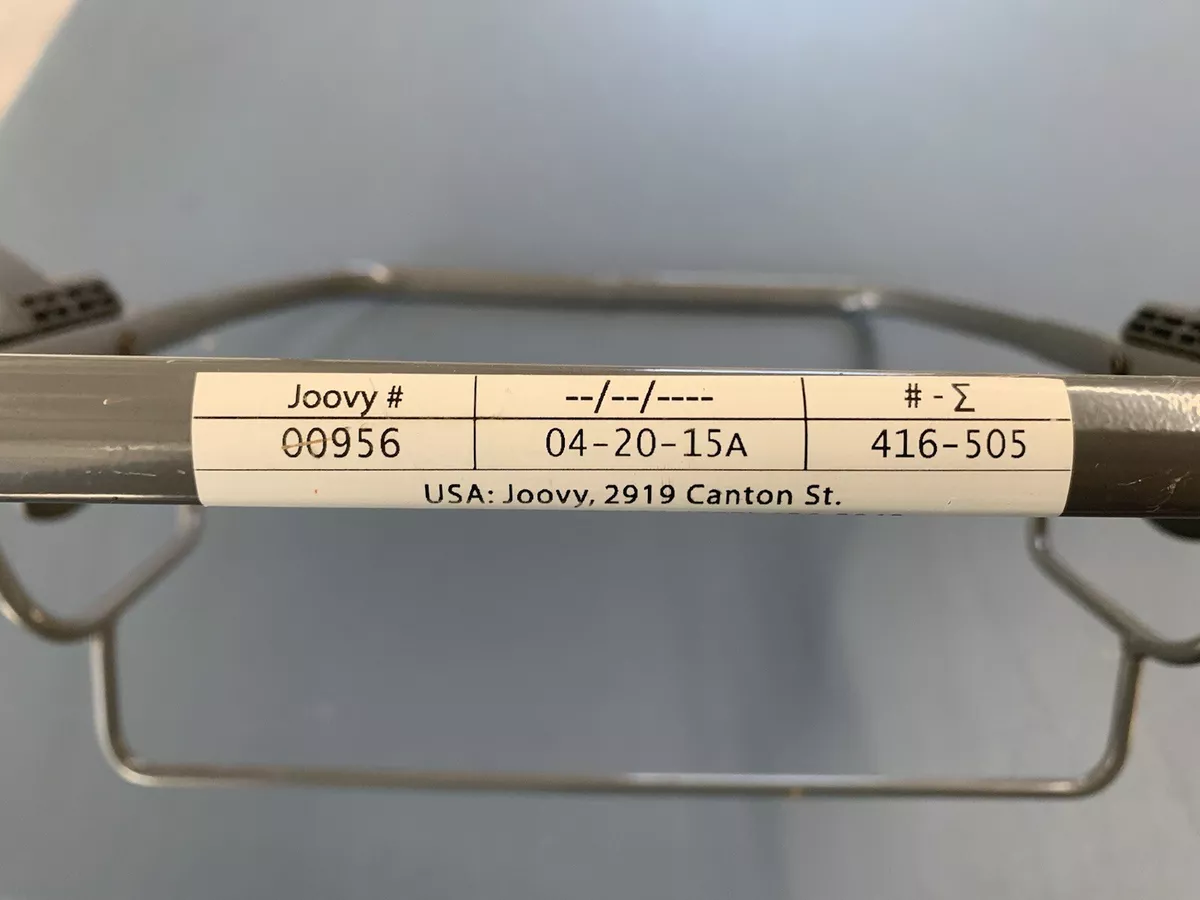 Joovy # --/--/---- # - Σ
00956 04-20-15A 416-505
USA: Joovy, 2919 Canton St.